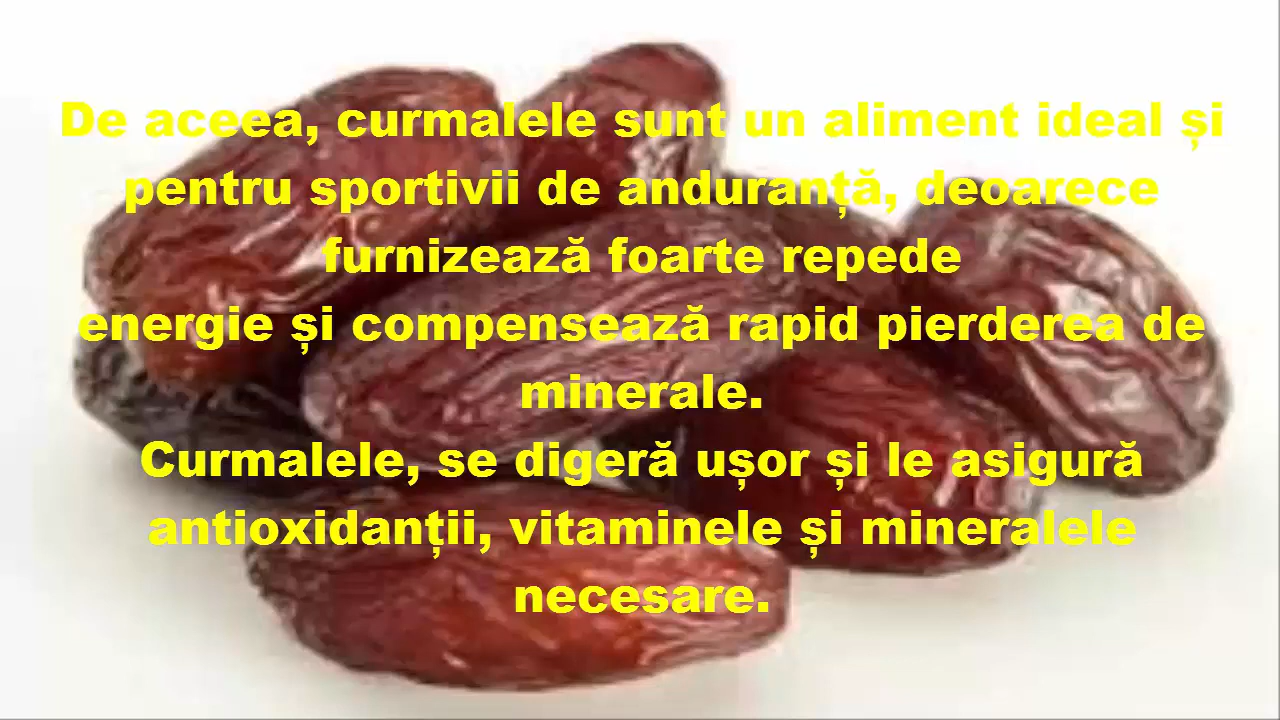 De aceea, curmalele sunt un aliment ideal și
pentru sportivii de anduranță, deoarece
furnizează foarte repede
energie și compensează rapid pierderea de
minerale.
Curmalele, se digeră ușor și le asigură
antioxidanții, vitaminele și mineralele
necesare.